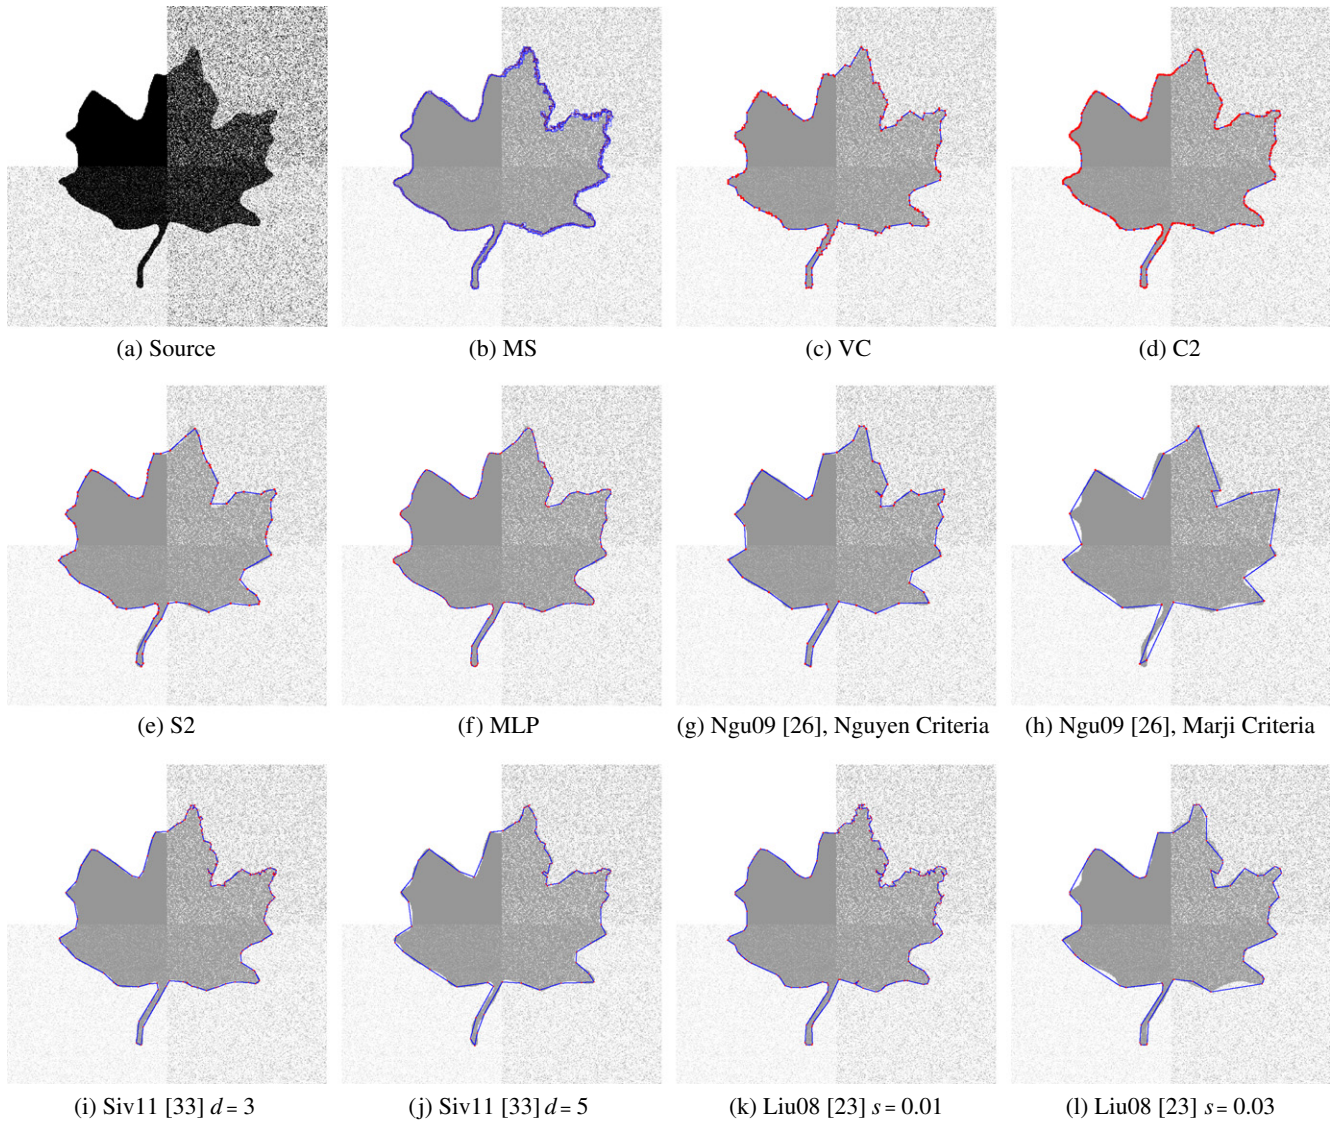 (a) Source
(b) MS
(c) VC
(d) C2
(e) S2
(f) MLP
(g) Ngu09 [26], Nguyen Criteria
(h) Ngu09 [26], Marji Criteria
(i) Siv11 [33] d = 3
(j) Siv11 [33] d = 5
(k) Liu08 [23] s = 0.01
(l) Liu08 [23] s = 0.03